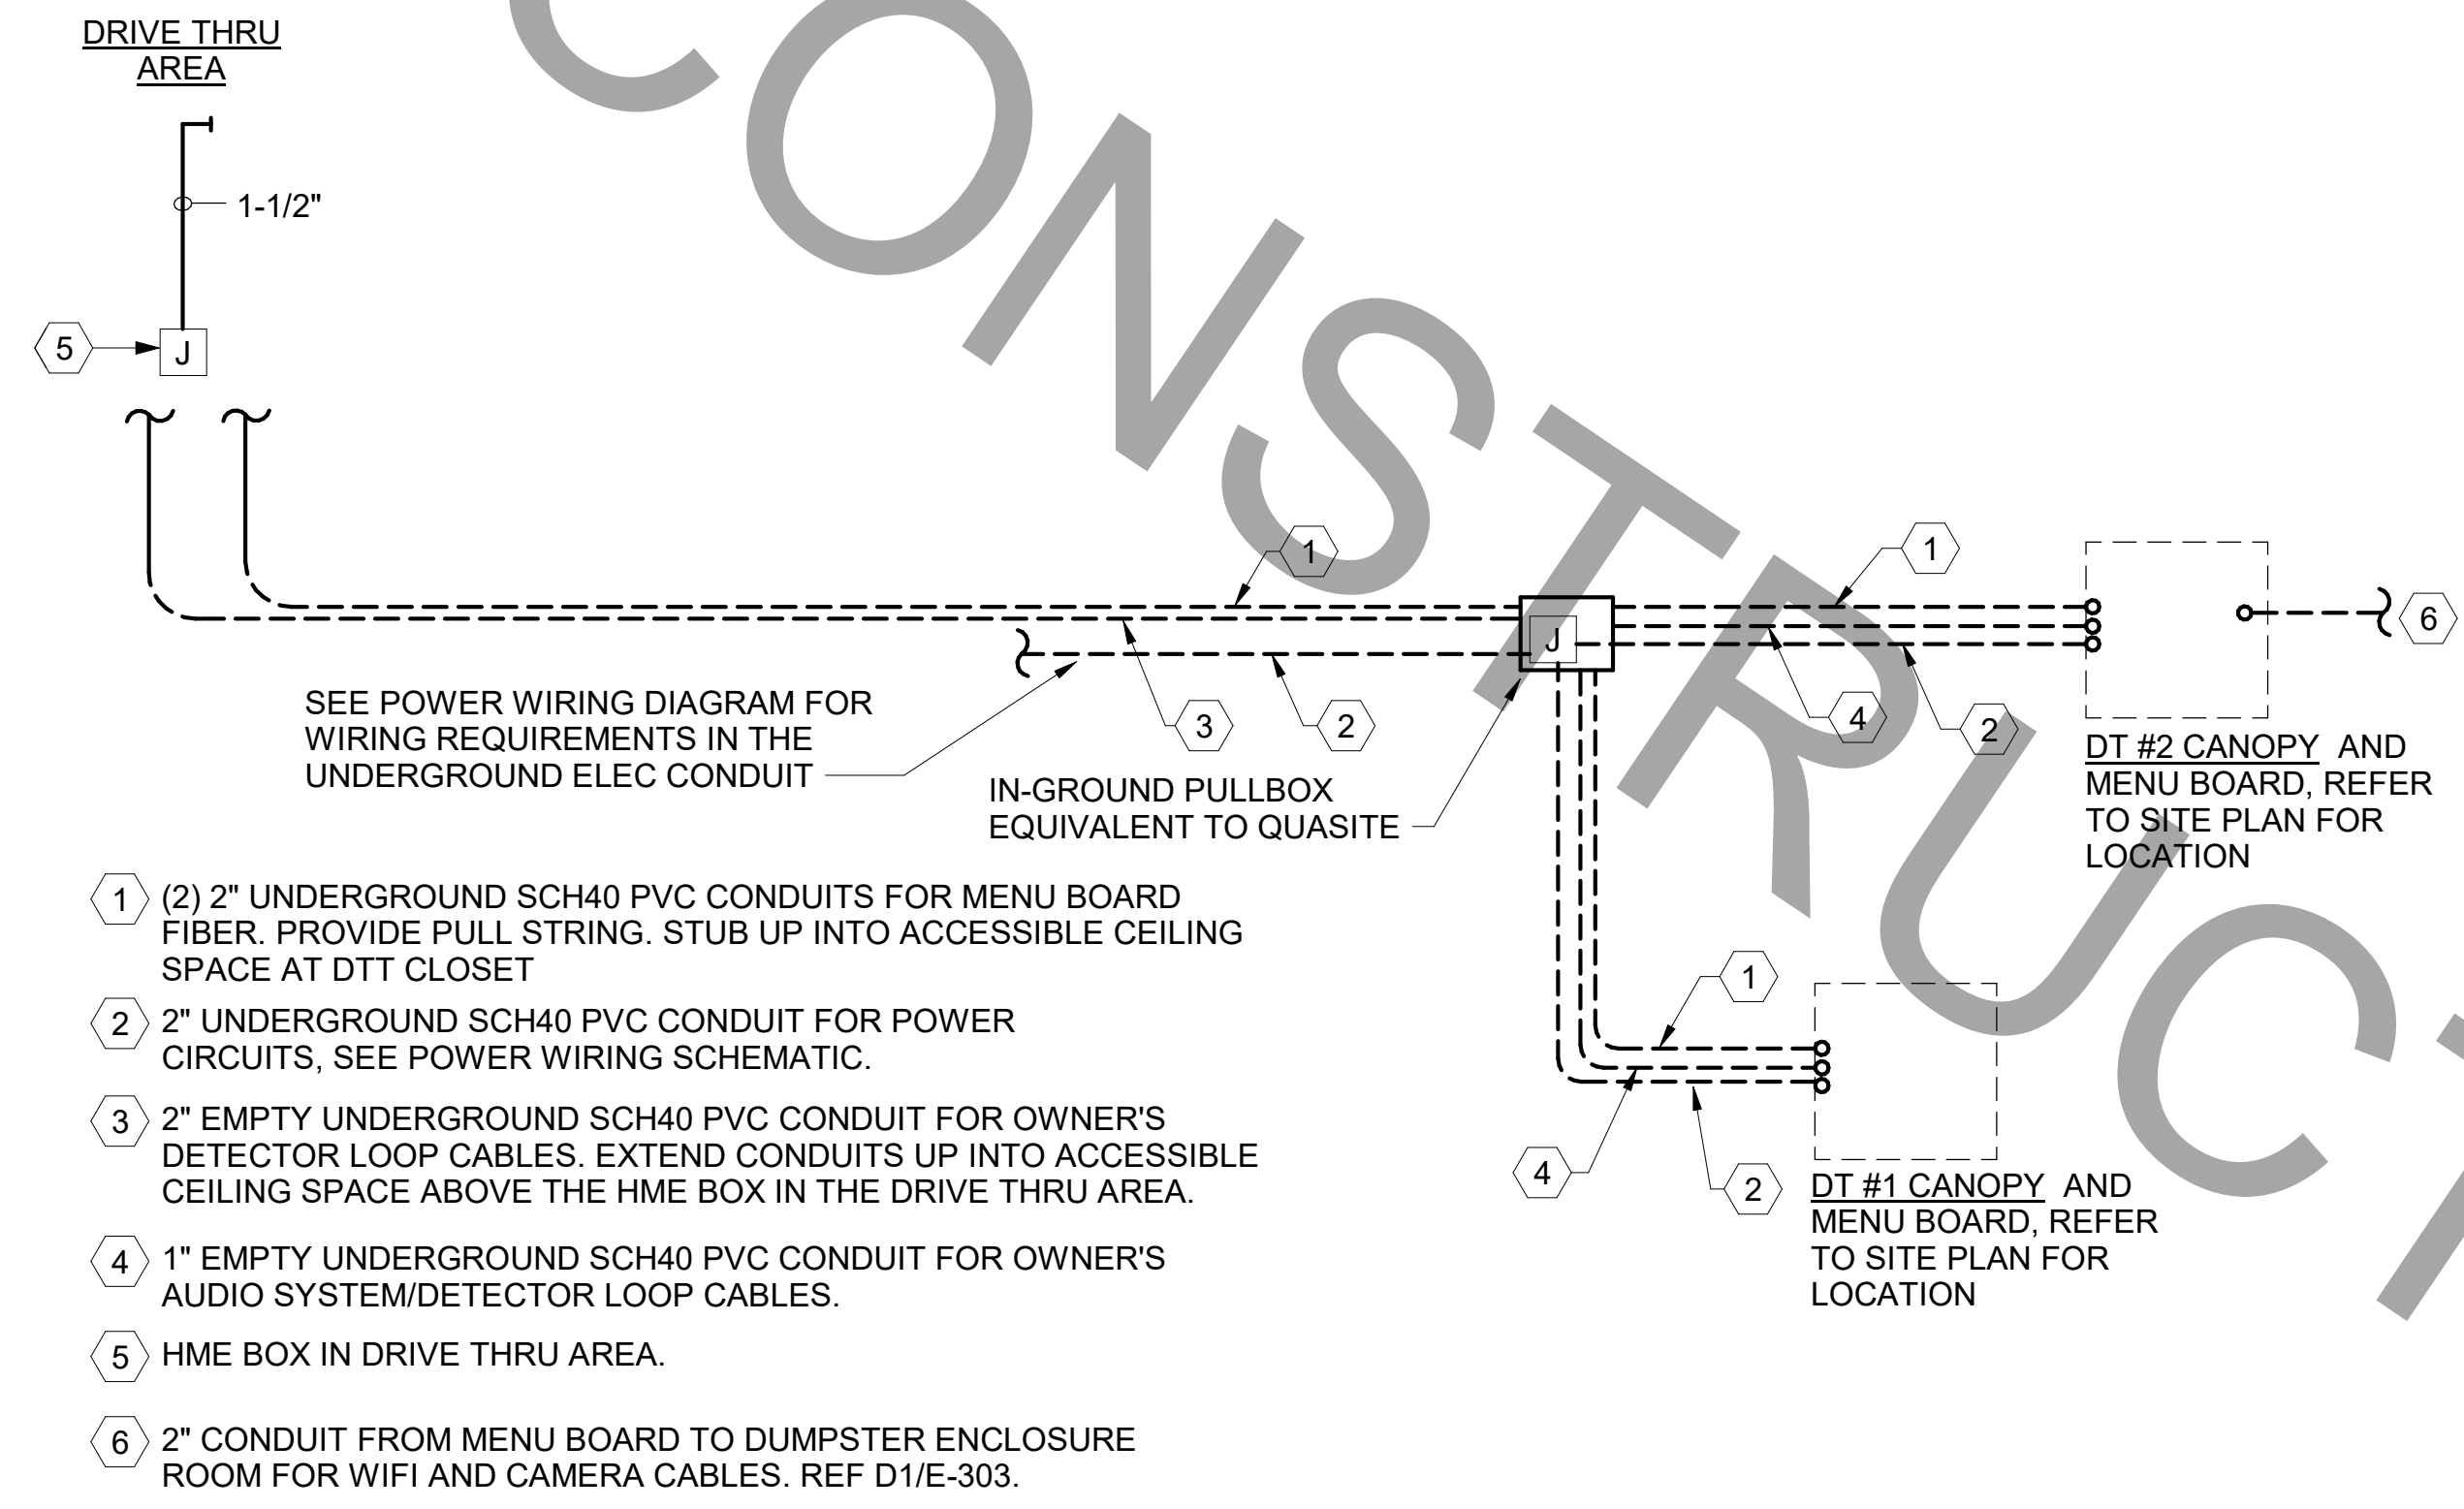 DRIVE THRU
AREA
1-1/2"
5
J
1
1
6
J
3
2
4
2
SEE POWER WIRING DIAGRAM FOR
WIRING REQUIREMENTS IN THE
UNDERGROUND ELEC CONDUIT
IN-GROUND PULLBOX
EQUIVALENT TO QUASITE
DT #2 CANOPY AND
MENU BOARD, REFER
TO SITE PLAN FOR
LOCATION
1
4
2
DT #1 CANOPY AND
MENU BOARD, REFER
TO SITE PLAN FOR
LOCATION
1 (2) 2" UNDERGROUND SCH40 PVC CONDUITS FOR MENU BOARD
FIBER. PROVIDE PULL STRING. STUB UP INTO ACCESSIBLE CEILING
SPACE AT DTT CLOSET
2 2" UNDERGROUND SCH40 PVC CONDUIT FOR POWER
CIRCUITS, SEE POWER WIRING SCHEMATIC.
3 2" EMPTY UNDERGROUND SCH40 PVC CONDUIT FOR OWNER'S
DETECTOR LOOP CABLES. EXTEND CONDUITS UP INTO ACCESSIBLE
CEILING SPACE ABOVE THE HME BOX IN THE DRIVE THRU AREA.
4 1" EMPTY UNDERGROUND SCH40 PVC CONDUIT FOR OWNER'S
AUDIO SYSTEM/DETECTOR LOOP CABLES.
5 HME BOX IN DRIVE THRU AREA.
6 2" CONDUIT FROM MENU BOARD TO DUMPSTER ENCLOSURE
ROOM FOR WIFI AND CAMERA CABLES. REF D1/E-303.
CONSTRUCT